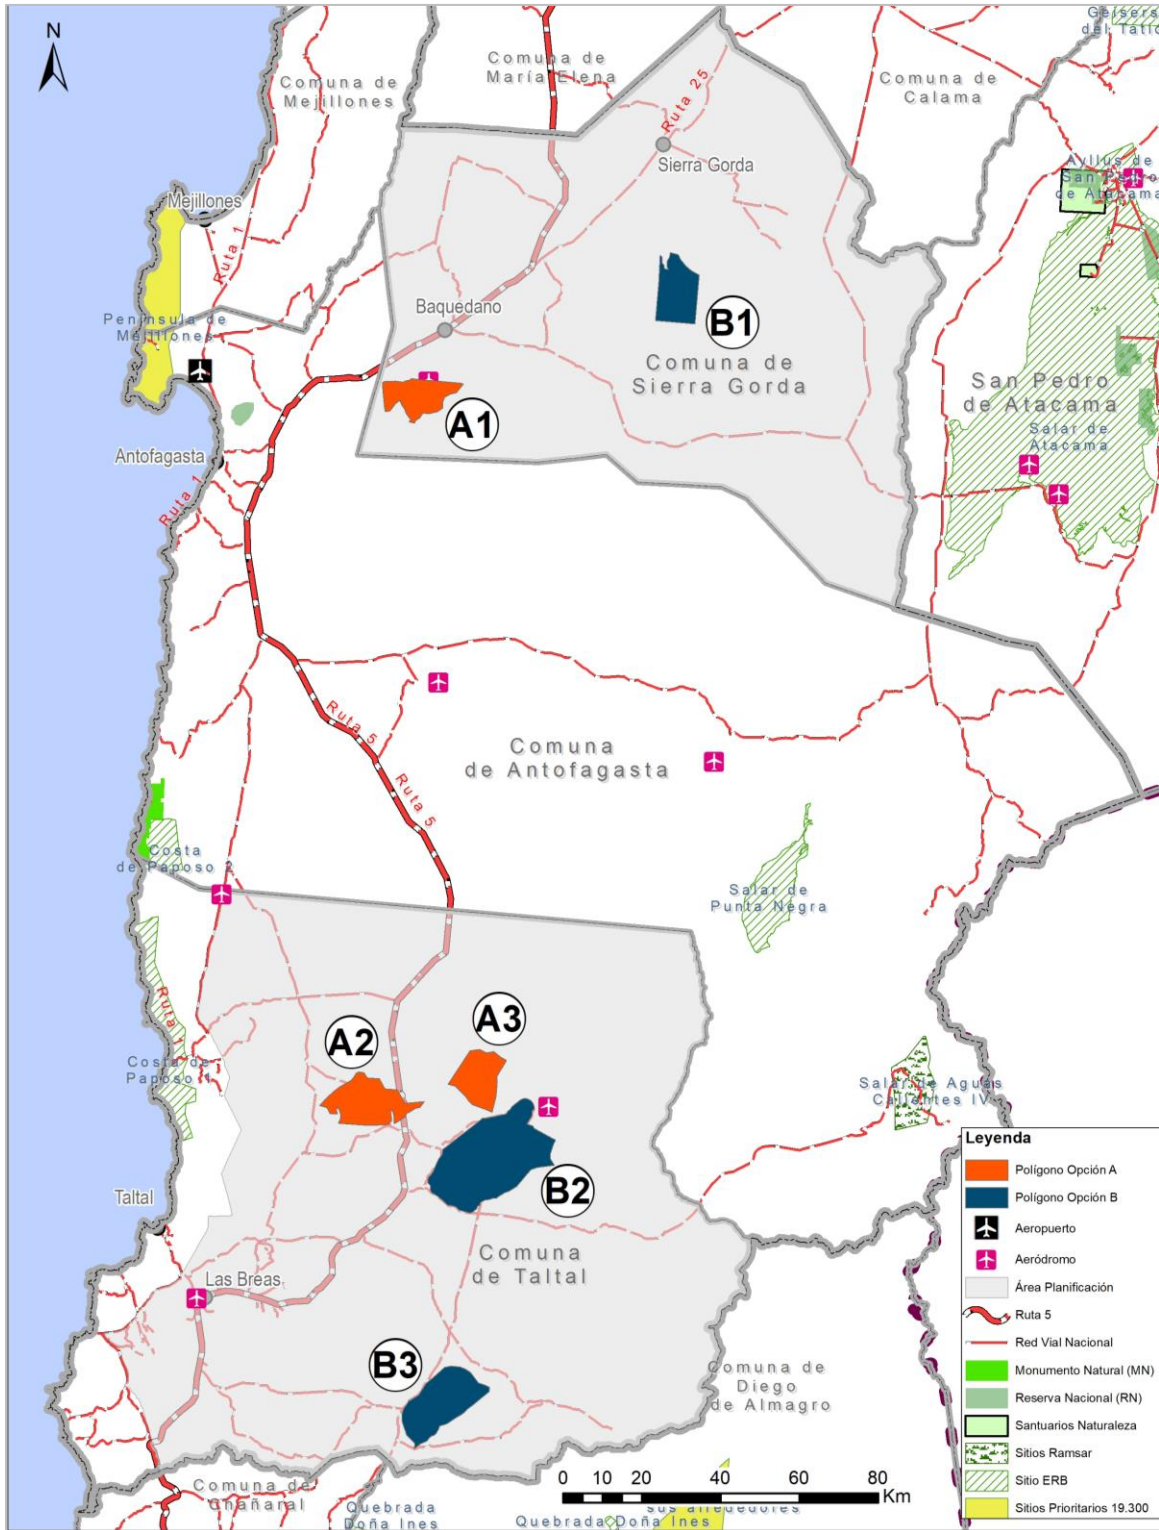 N
Comuna de
Mejillones
Comuna de
María Elena
Ruta 25
Comuna de
Calama
Geisers
del Tatio
Sierra Gorda
Ayllus de
San Pedro
de Atacama
Mejillones
Ruta 1
Península de
Mejillones
Baquedano
B1
Comuna de
Sierra Gorda
San Pedro
de Atacama
Salar de
Atacama
A1
Antofagasta
Ruta 1
Ruta 5
Comuna
de Antofagasta
Ruta 5
Costa
de Paposo 2
Salar de
Punta Negra
Ruta 1
A2
A3
Costa de
Paposo 1
Salar de Aguas
Calientes IV
Taltal
B2
Comuna
de Taltal
Las Breas
B3
Comuna de
Diego
de Almagro
Comuna de
Chañaral
Quebrada
Doña Ines
sus alrededores
Quebrada Doña Ines
0 10 20 40 60 80
Km
Leyenda
Polígono Opción A
Polígono Opción B
Aeropuerto
Aeródromo
Área Planificación
Ruta 5
Red Vial Nacional
Monumento Natural (MN)
Reserva Nacional (RN)
Santuarios Naturaleza
Sitios Ramsar
Sitio ERB
Sitios Prioritarios 19.300